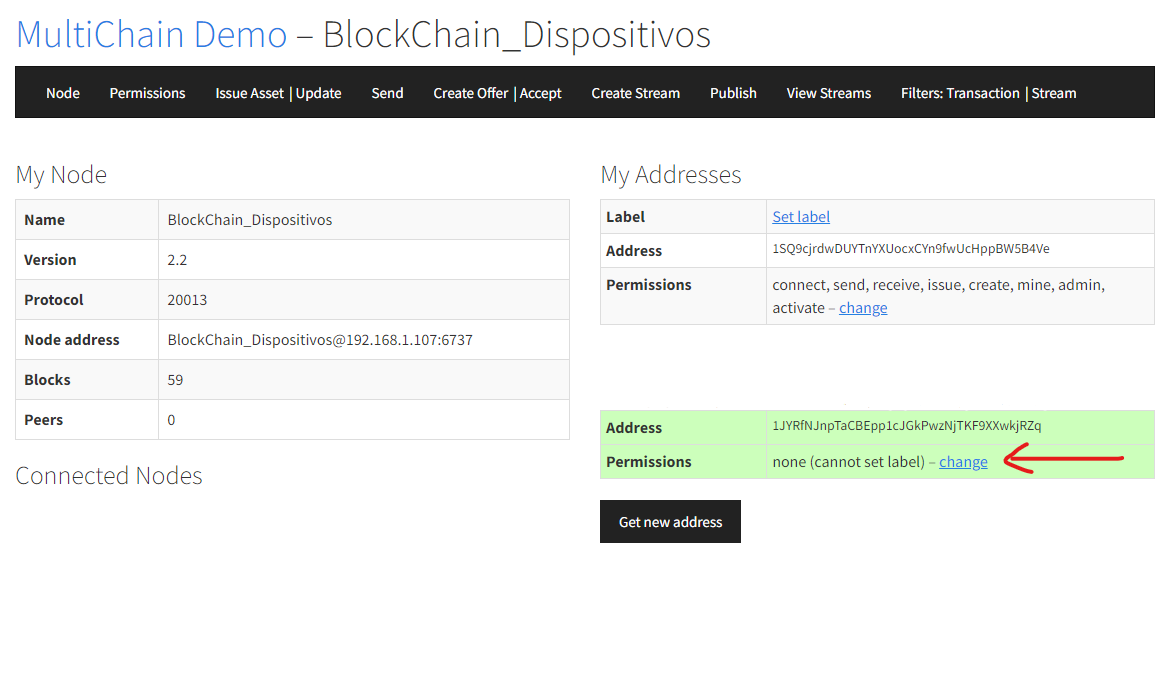 MultiChain Demo – BlockChain_Dispositivos
Node Permissions Issue Asset | Update Send Create Offer | Accept Create Stream Publish View Streams Filters: Transaction | Stream
My Node
Name BlockChain_Dispositivos
Version 2.2
Protocol 20013
Node address BlockChain_Dispositivos@192.168.1.107:6737
Blocks 59
Peers 0
Connected Nodes
My Addresses
Label Set label
Address 1SQ9cjrdwDUYTnYXUocxCYn9fwUcHppBW5B4Ve
Permissions connect, send, receive, issue, create, mine, admin,
activate – change
Address 1JYRfNJnpTaCBEpp1cJGkPwzNjTKF9XXwkjRZq
Permissions none (cannot set label) – change
Get new address